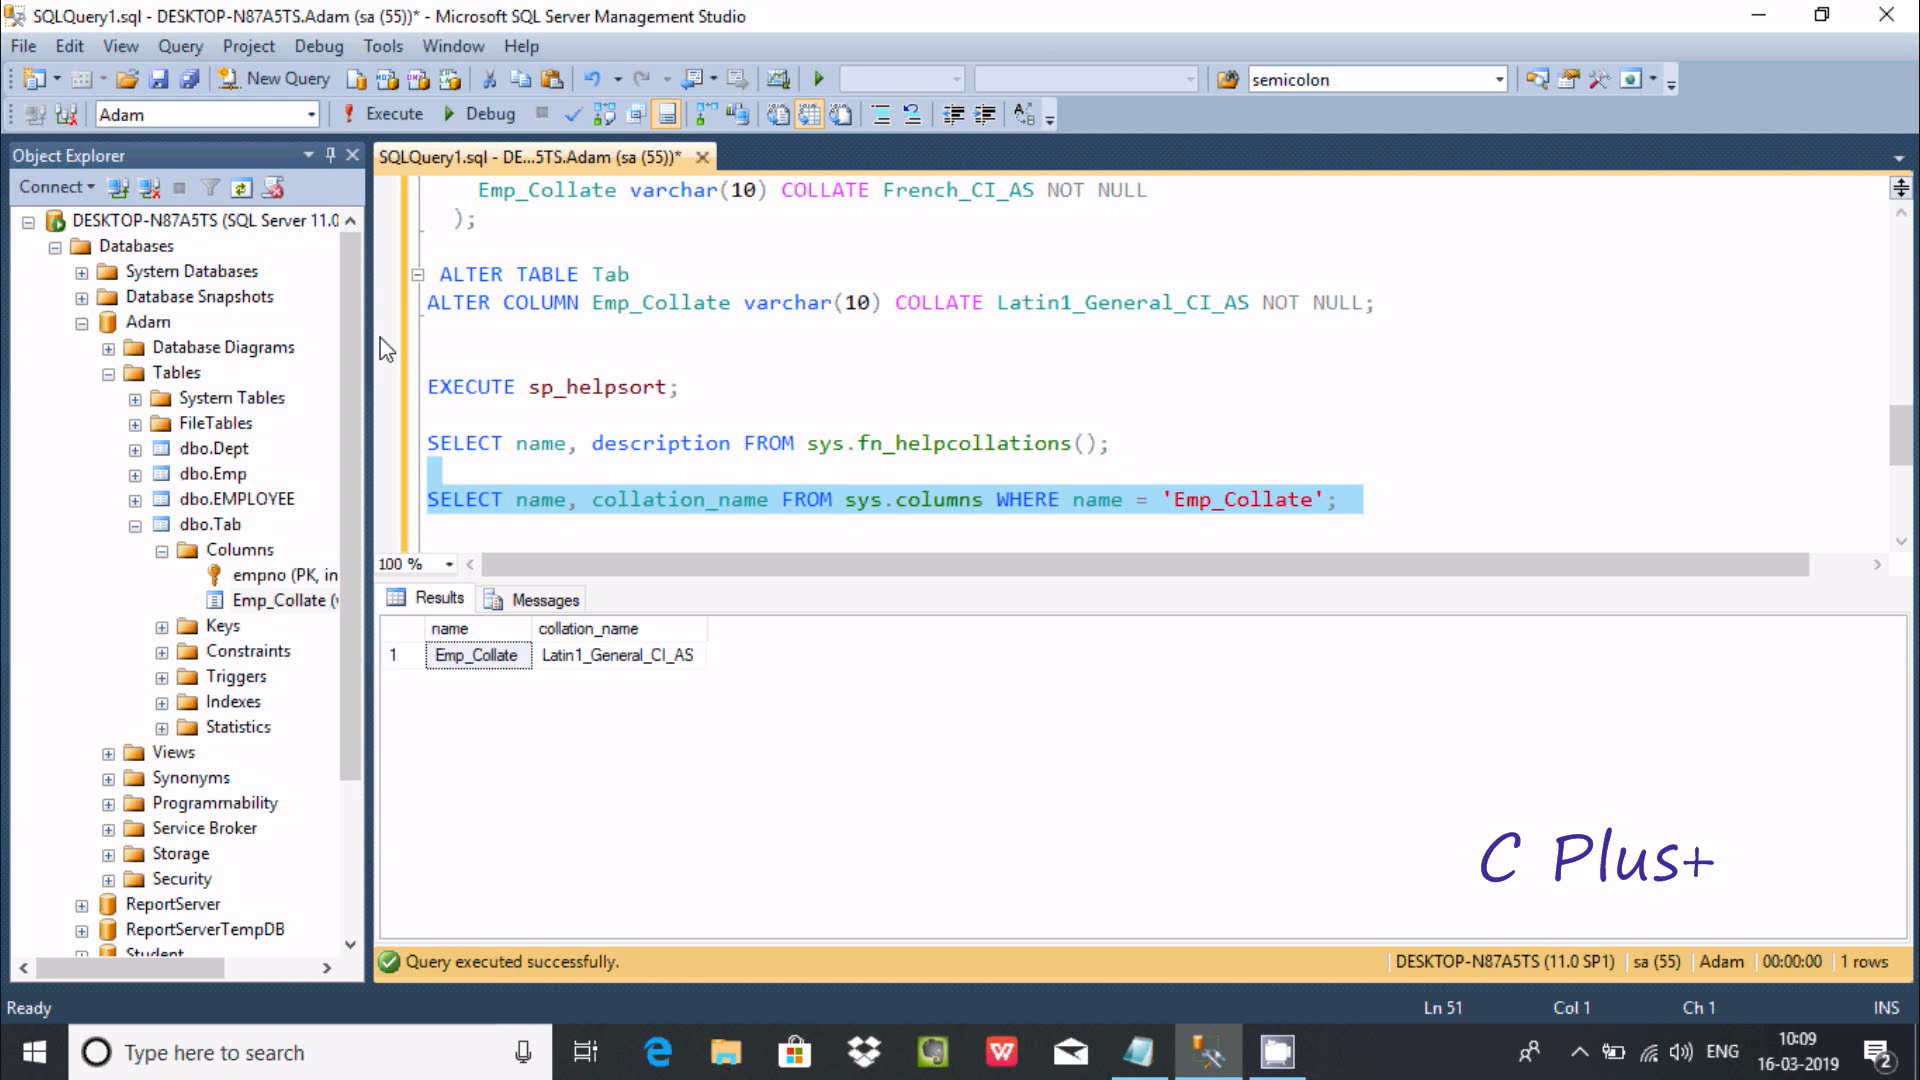 SQLQuery1.sql - DESKTOP-N87A5TS.Adam (sa (55))* - Microsoft SQL Server Management Studio
File Edit View Query Project Debug Tools Window Help
New Query semicolon
Adam Execute Debug
Object Explorer
Connect
DESKTOP-N87A5TS (SQL Server 11.0
Databases
System Databases
Database Snapshots
Adam
Database Diagrams
Tables
System Tables
FileTables
dbo.Dept
dbo.Emp
dbo.EMPLOYEE
dbo.Tab
Columns
empno (PK, in
Emp_Collate (
Keys
Constraints
Triggers
Indexes
Statistics
Views
Synonyms
Programmability
Service Broker
Storage
Security
ReportServer
ReportServerTempDB
Student
SQLQuery1.sql - DE...5TS.Adam (sa (55))*
Emp_Collate varchar(10) COLLATE French_CI_AS NOT NULL
);
ALTER TABLE Tab
ALTER COLUMN Emp_Collate varchar(10) COLLATE Latin1_General_CI_AS NOT NULL;
EXECUTE sp_helpsort;
SELECT name, description FROM sys.fn_helpcollations();
SELECT name, collation_name FROM sys.columns WHERE name = 'Emp_Collate';
100 %
Results Messages
name collation_name
1 Emp_Collate Latin1_General_CI_AS
C Plus+
Query executed successfully. DESKTOP-N87A5TS (11.0 SP1) sa (55) Adam 00:00:00 1 rows
Ready Ln 51 Col 1 Ch 1 INS
Type here to search
ENG
10:09
16-03-2019
2